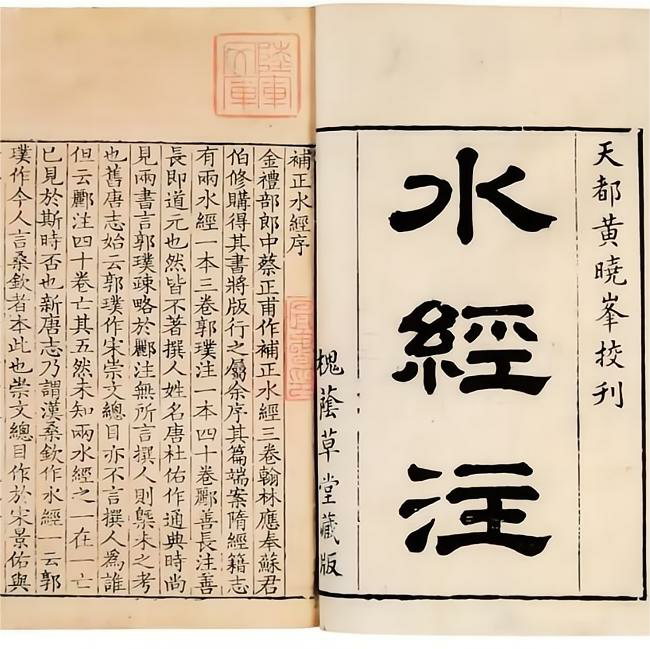 天都黃曉峯挍刊
水經注
槐蔭草堂藏版
補正水經序
金禮部郎中蔡正甫作補正水經三卷翰林應奉蘇君
伯修購得其書將版行之屬余序其篇端案隋經籍志
有兩水經一本三卷郭璞注一本四十卷酈善長注善
長即道元也然皆不著撰人姓名唐杜佑作通典時尚
見兩書言郭璞疎略於酈注無所言撰人則槩未之考
也舊唐志始云郭璞作宋崇文總目亦不言撰人為誰
但云酈注四十卷亡其五然未知兩水經之一在一亡
已見於斯時否也新唐志乃謂漢桑欽作水經一云郭
璞作今人言桑欽者本此也崇文總目作於宋景祐與